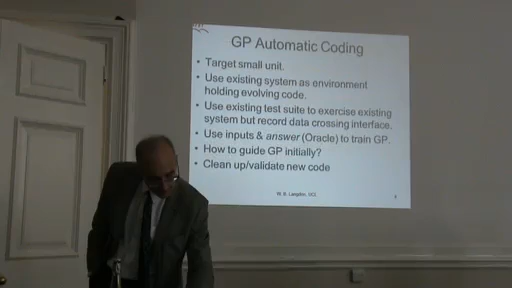 GP Automatic Coding
• Target small unit.
• Use existing system as environment
holding evolving code.
• Use existing test suite to exercise existing
system but record data crossing interface.
• Use inputs & answer (Oracle) to train GP.
• How to guide GP initially?
• Clean up/validate new code
W. B. Langdon, UCL